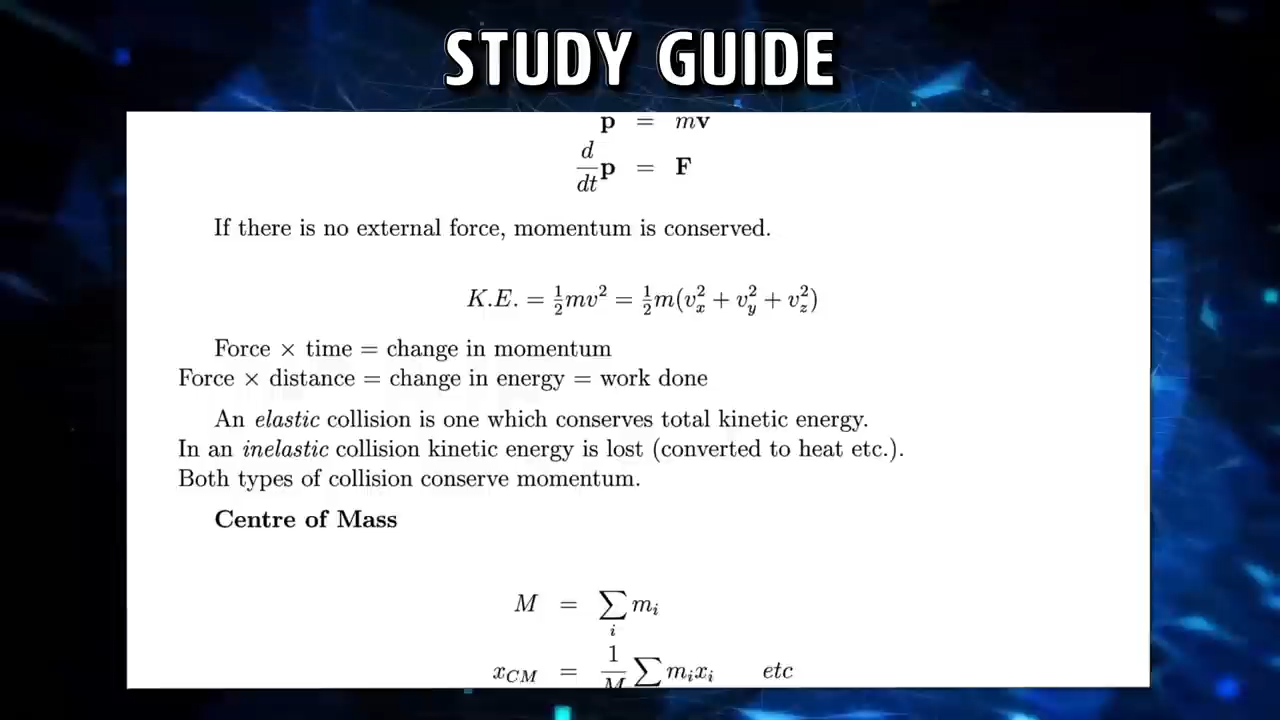 STUDY GUIDE
p = mv
d/dt p = F
If there is no external force, momentum is conserved.
K.E. = ½mv² = ½m(vₓ² + v_y² + v_z²)
Force × time = change in momentum
Force × distance = change in energy = work done
An elastic collision is one which conserves total kinetic energy.
In an inelastic collision kinetic energy is lost (converted to heat etc.).
Both types of collision conserve momentum.
Centre of Mass
M = ∑_i m_i
x_CM = 1/M ∑ m_i x_i etc